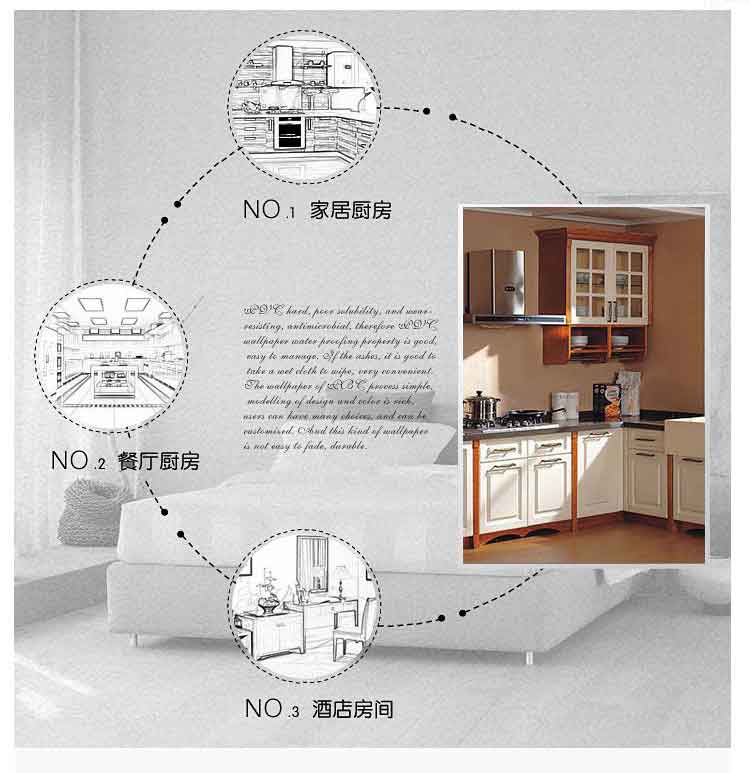 NO.1 家居厨房
PVC hard, poor solubility, and wear-
resisting, antimicrobial, therefore PVC
wallpaper water proofing property is good,
easy to manage. If the ashes, it is good to
take a wet cloth to wipe, very convenient.
The wallpaper of PVC process simple,
modelling of design and color is rich,
users can have many choices, and can be
customized. And this kind of wallpaper
is not easy to fade, durable.
NO.2 餐厅厨房
NO.3 酒店房间